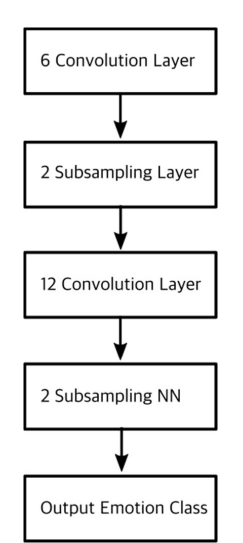 6 Convolution Layer
2 Subsampling Layer
12 Convolution Layer
2 Subsampling NN
Output Emotion Class